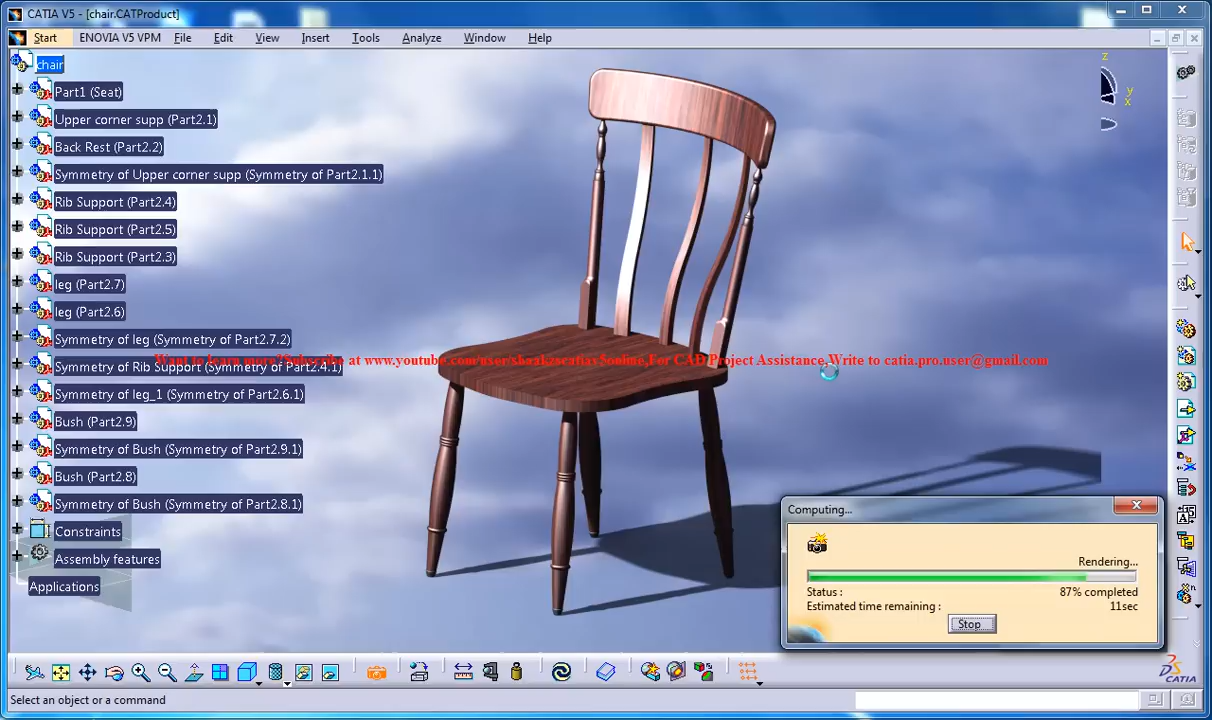 CATIA V5 - [chair.CATProduct]
Start ENOVIA V5 VPM File Edit View Insert Tools Analyze Window Help
chair
Part1 (Seat)
Upper corner supp (Part2.1)
Back Rest (Part2.2)
Symmetry of Upper corner supp (Symmetry of Part2.1.1)
Rib Support (Part2.4)
Rib Support (Part2.5)
Rib Support (Part2.3)
leg (Part2.7)
leg (Part2.6)
Symmetry of leg (Symmetry of Part2.7.2)
Want to learn more?Subscribe at www.youtube.com/user/shaakzscatiav5online,For CAD Project Assistance,Write to catia.pro.user@gmail.com
Symmetry of Rib Support (Symmetry of Part2.4.1)
Symmetry of leg_1 (Symmetry of Part2.6.1)
Bush (Part2.9)
Symmetry of Bush (Symmetry of Part2.9.1)
Bush (Part2.8)
Symmetry of Bush (Symmetry of Part2.8.1)
Constraints
Assembly features
Applications
z
y
x
Computing...
Rendering...
Status : 87% completed
Estimated time remaining : 11sec
Stop
CATIA
Select an object or a command